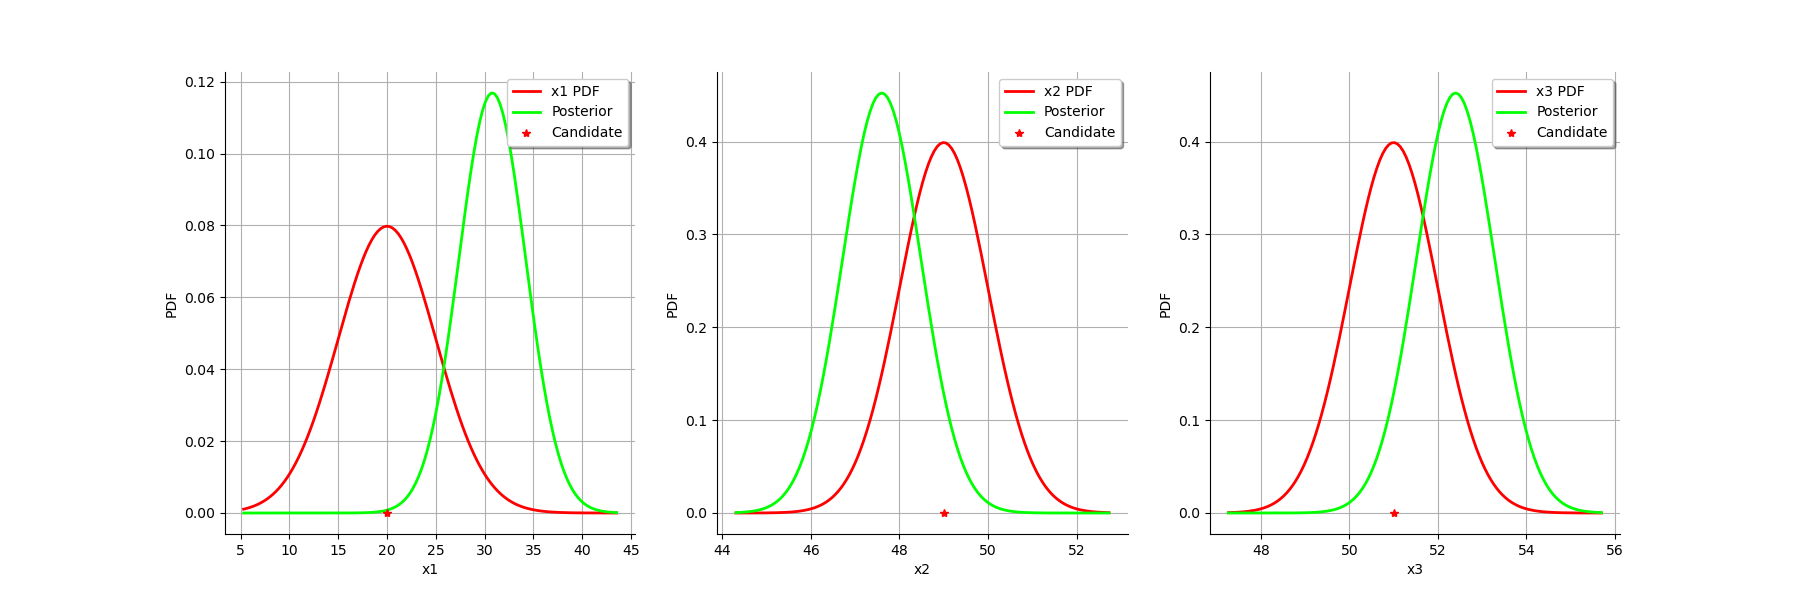 x1 PDF
Posterior
Candidate
0.12
0.10
0.08
0.06
0.04
0.02
0.00
PDF
5 10 15 20 25 30 35 40 45
x1
x2 PDF
Posterior
Candidate
0.4
0.3
0.2
0.1
0.0
PDF
44 46 48 50 52
x2
x3 PDF
Posterior
Candidate
0.4
0.3
0.2
0.1
0.0
PDF
48 50 52 54 56
x3